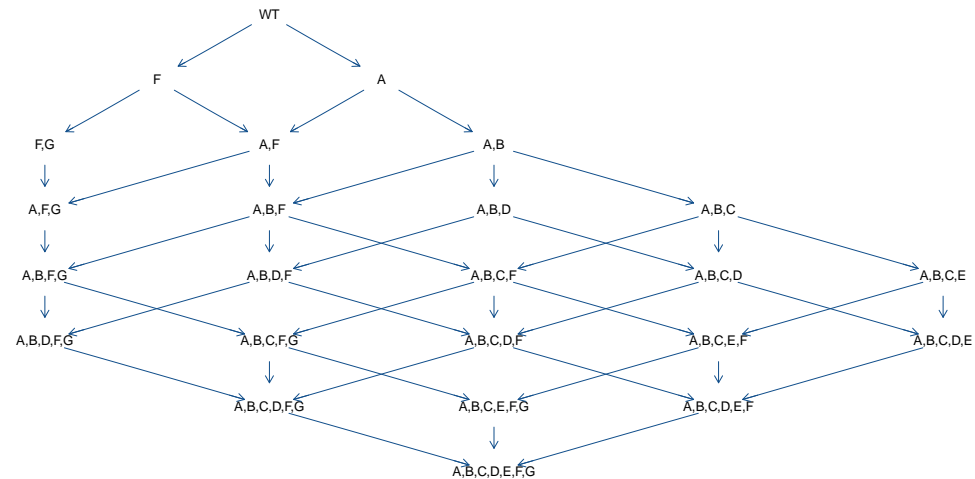 WT
F
A
F,G
A,F
A,B
A,F,G
A,B,F
A,B,D
A,B,C
A,B,F,G
A,B,D,F
A,B,C,F
A,B,C,D
A,B,C,E
A,B,D,F,G
A,B,C,F,G
A,B,C,D,F
A,B,C,E,F
A,B,C,D,E
A,B,C,D,F,G
A,B,C,E,F,G
A,B,C,D,E,F
A,B,C,D,E,F,G